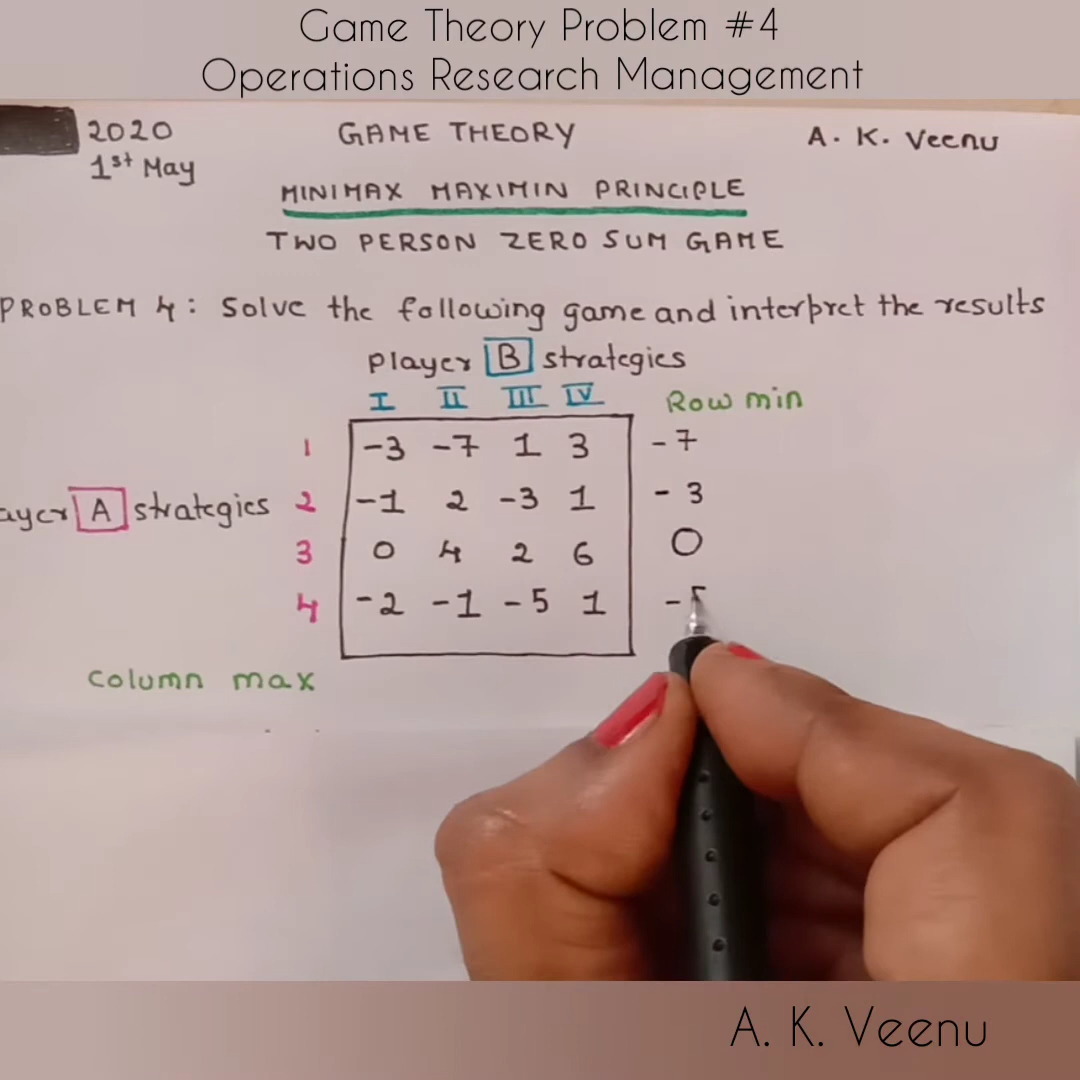 Game Theory Problem #4
Operations Research Management
2020 GAME THEORY A. K. Veenu
1st May
MINIMAX MAXIMIN PRINCIPLE
TWO PERSON ZERO SUM GAME
PROBLEM 4: Solve the following game and interpret the results
Player B strategies
I II III IV Row min
1 -3 -7 1 3 -7
A strategies 2 -1 2 -3 1 -3
3 0 4 2 6 0
4 -2 -1 -5 1 -5
Column max
A. K. Veenu